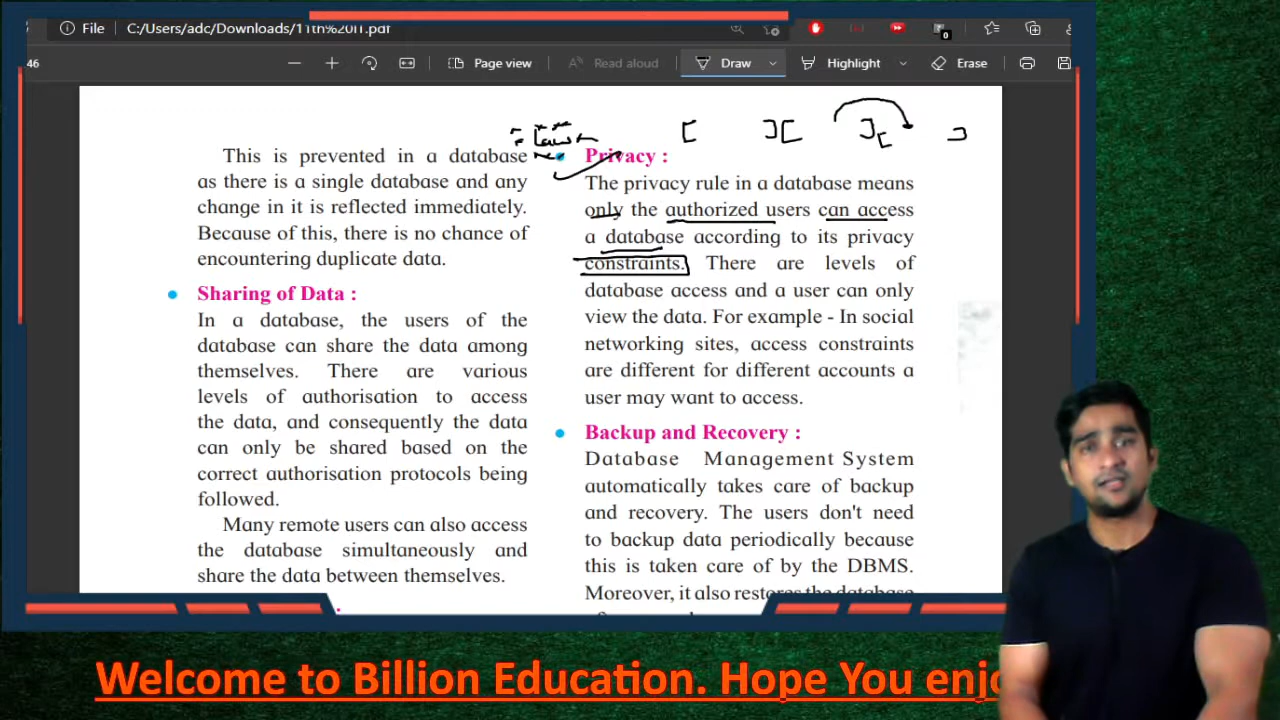 File C:/Users/adc/Downloads/11th%20IT.pdf
46
Page view
Read aloud
Draw
Highlight
Erase
This is prevented in a database
as there is a single database and any
change in it is reflected immediately.
Because of this, there is no chance of
encountering duplicate data.
Sharing of Data :
In a database, the users of the
database can share the data among
themselves. There are various
levels of authorisation to access
the data, and consequently the data
can only be shared based on the
correct authorisation protocols being
followed.
Many remote users can also access
the database simultaneously and
share the data between themselves.
Privacy :
The privacy rule in a database means
only the authorized users can access
a database according to its privacy
constraints. There are levels of
database access and a user can only
view the data. For example - In social
networking sites, access constraints
are different for different accounts a
user may want to access.
Backup and Recovery :
Database Management System
automatically takes care of backup
and recovery. The users don't need
to backup data periodically because
this is taken care of by the DBMS.
Moreover, it also restores the database
Welcome to Billion Education. Hope You enjo